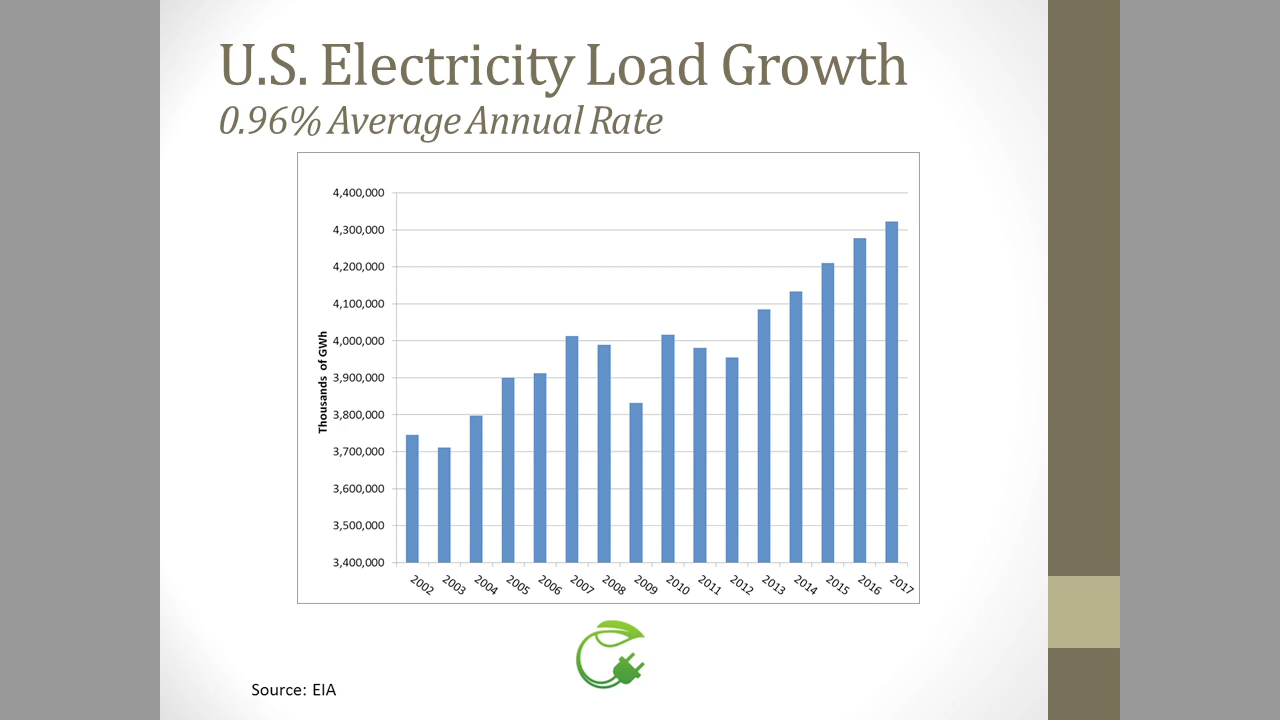 U.S. Electricity Load Growth
0.96% Average Annual Rate
4,400,000
4,300,000
4,200,000
4,100,000
4,000,000
3,900,000
3,800,000
3,700,000
3,600,000
3,500,000
3,400,000
Thousands of GWh
2002 2003 2004 2005 2006 2007 2008 2009 2010 2011 2012 2013 2014 2015 2016 2017
Source: EIA